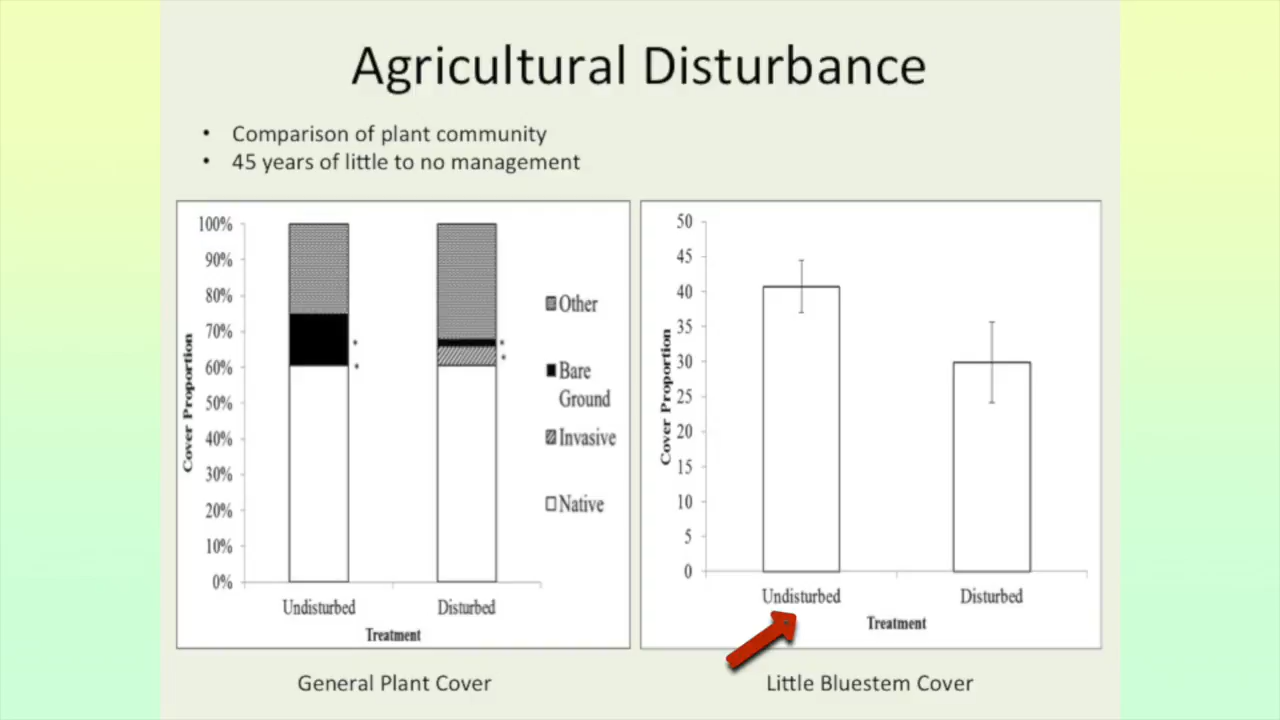 Agricultural Disturbance
• Comparison of plant community
• 45 years of little to no management
100%
90%
80%
70%
60%
50%
40%
30%
20%
10%
0%
Cover Proportion
*
*
*
*
Undisturbed
Disturbed
Treatment
Other
Bare
Ground
Invasive
Native
General Plant Cover
50
45
40
35
30
25
20
15
10
5
0
Cover Proportion
Undisturbed
Disturbed
Treatment
Little Bluestem Cover